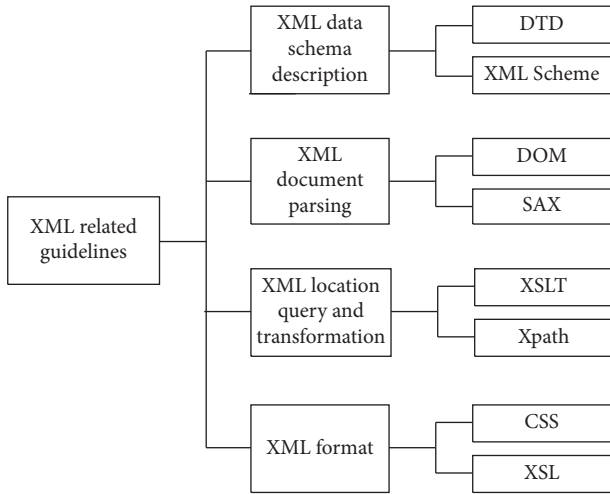 XML related
guidelines
XML data
schema
description
DTD
XML Scheme
XML
document
parsing
DOM
SAX
XML location
query and
transformation
XSLT
Xpath
XML format
CSS
XSL